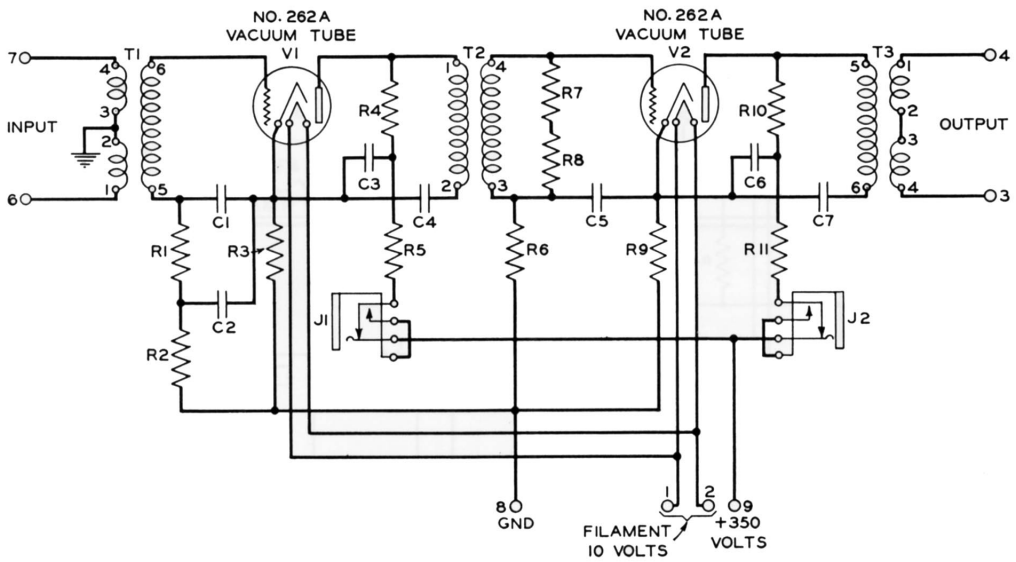 NO. 262A
VACUUM TUBE
V1
NO. 262A
VACUUM TUBE
V2
7
T1
4
6
3
2
1
5
INPUT
6
R4
C3
T2
1
4
2
3
R7
R8
R10
C6
T3
5
1
2
3
6
4
4
OUTPUT
3
C1
C4
C5
C7
R1
R3
R5
R6
R9
R11
C2
R2
J1
J2
8
GND
1
2
9
FILAMENT
10 VOLTS
+350
VOLTS